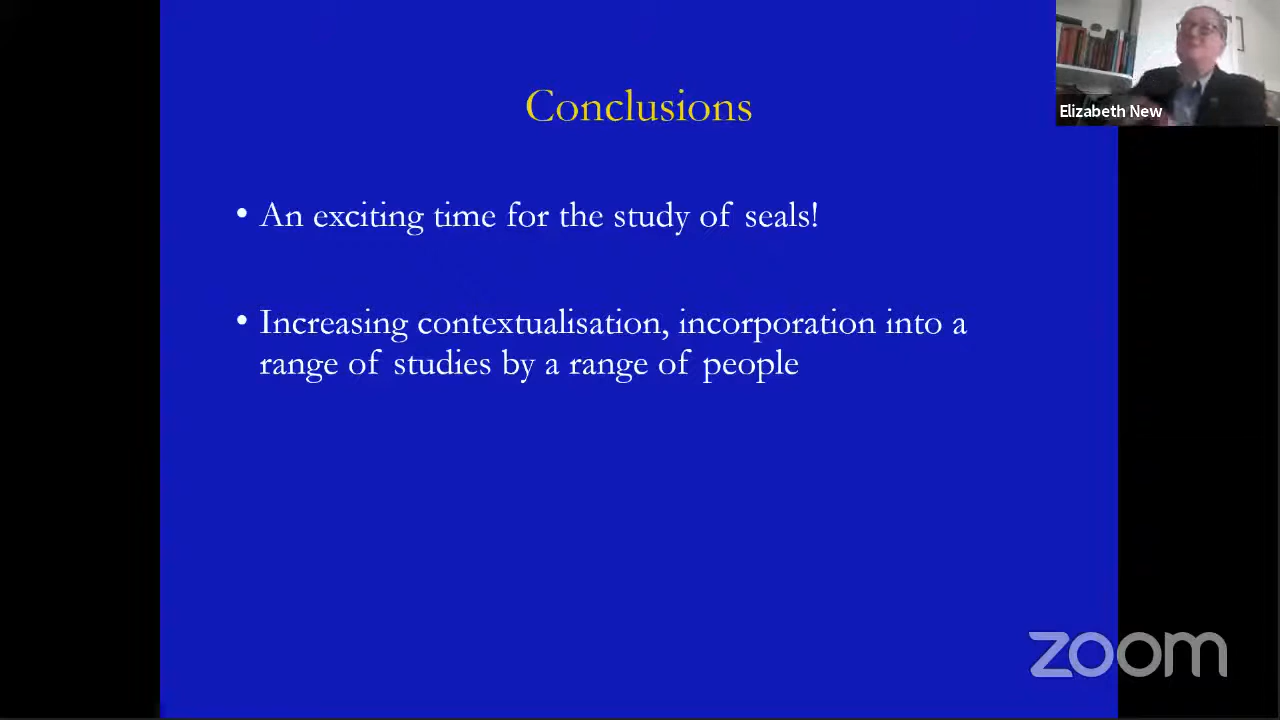 Elizabeth New
Conclusions
• An exciting time for the study of seals!
• Increasing contextualisation, incorporation into a
range of studies by a range of people
zoom